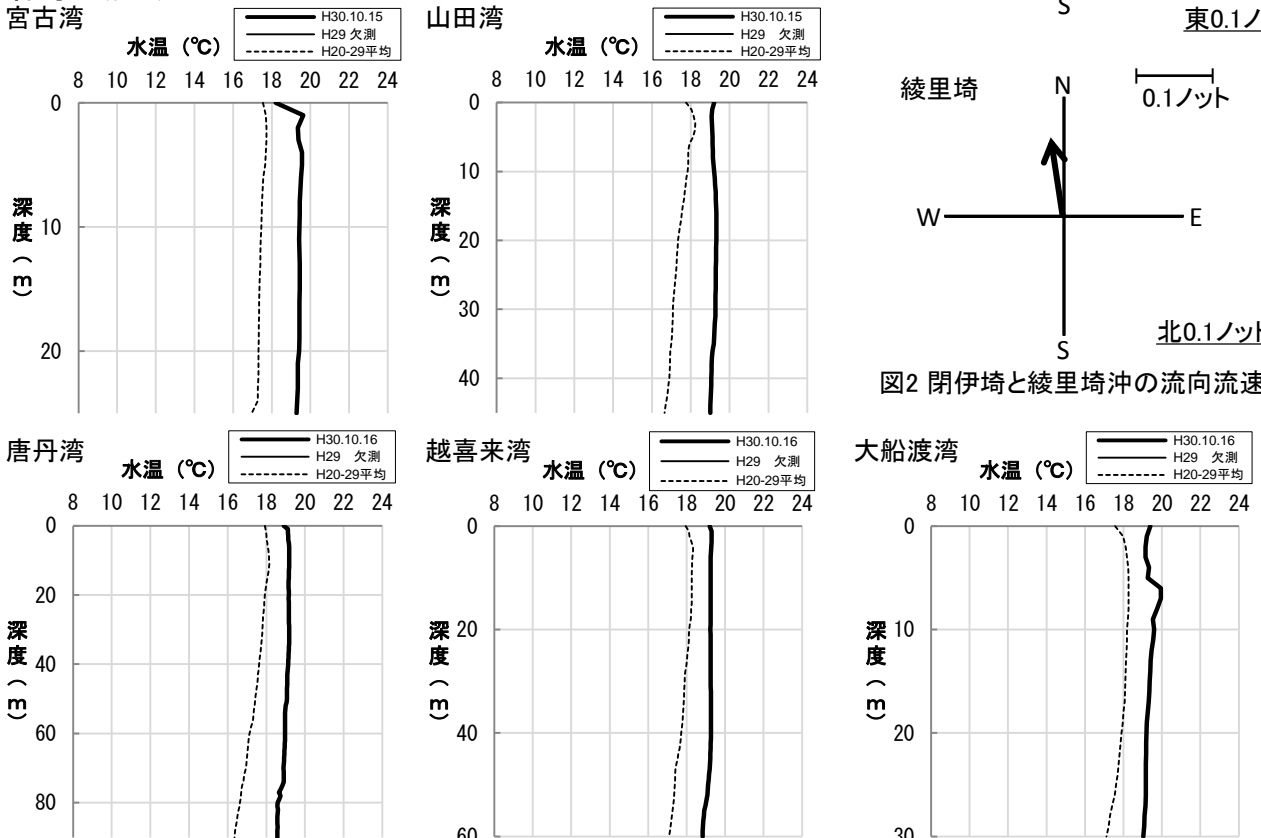 宮古湾
水温 (℃)
H30.10.15
H29 欠測
H20-29平均
8 10 12 14 16 18 20 22 24
0
10
20
深度(m)
山田湾
水温 (℃)
H30.10.15
H29 欠測
H20-29平均
8 10 12 14 16 18 20 22 24
0
10
20
30
40
深度(m)
S
東0.1ノ
綾里埼
N
0.1ノット
W
E
S
北0.1ノット
図2 閉伊埼と綾里埼沖の流向流速
唐丹湾
水温 (℃)
H30.10.16
H29 欠測
H20-29平均
8 10 12 14 16 18 20 22 24
0
20
40
60
80
深度(m)
越喜来湾
水温 (℃)
H30.10.16
H29 欠測
H20-29平均
8 10 12 14 16 18 20 22 24
0
20
40
60
深度(m)
大船渡湾
水温 (℃)
H30.10.16
H29 欠測
H20-29平均
8 10 12 14 16 18 20 22 24
0
10
20
30
深度(m)